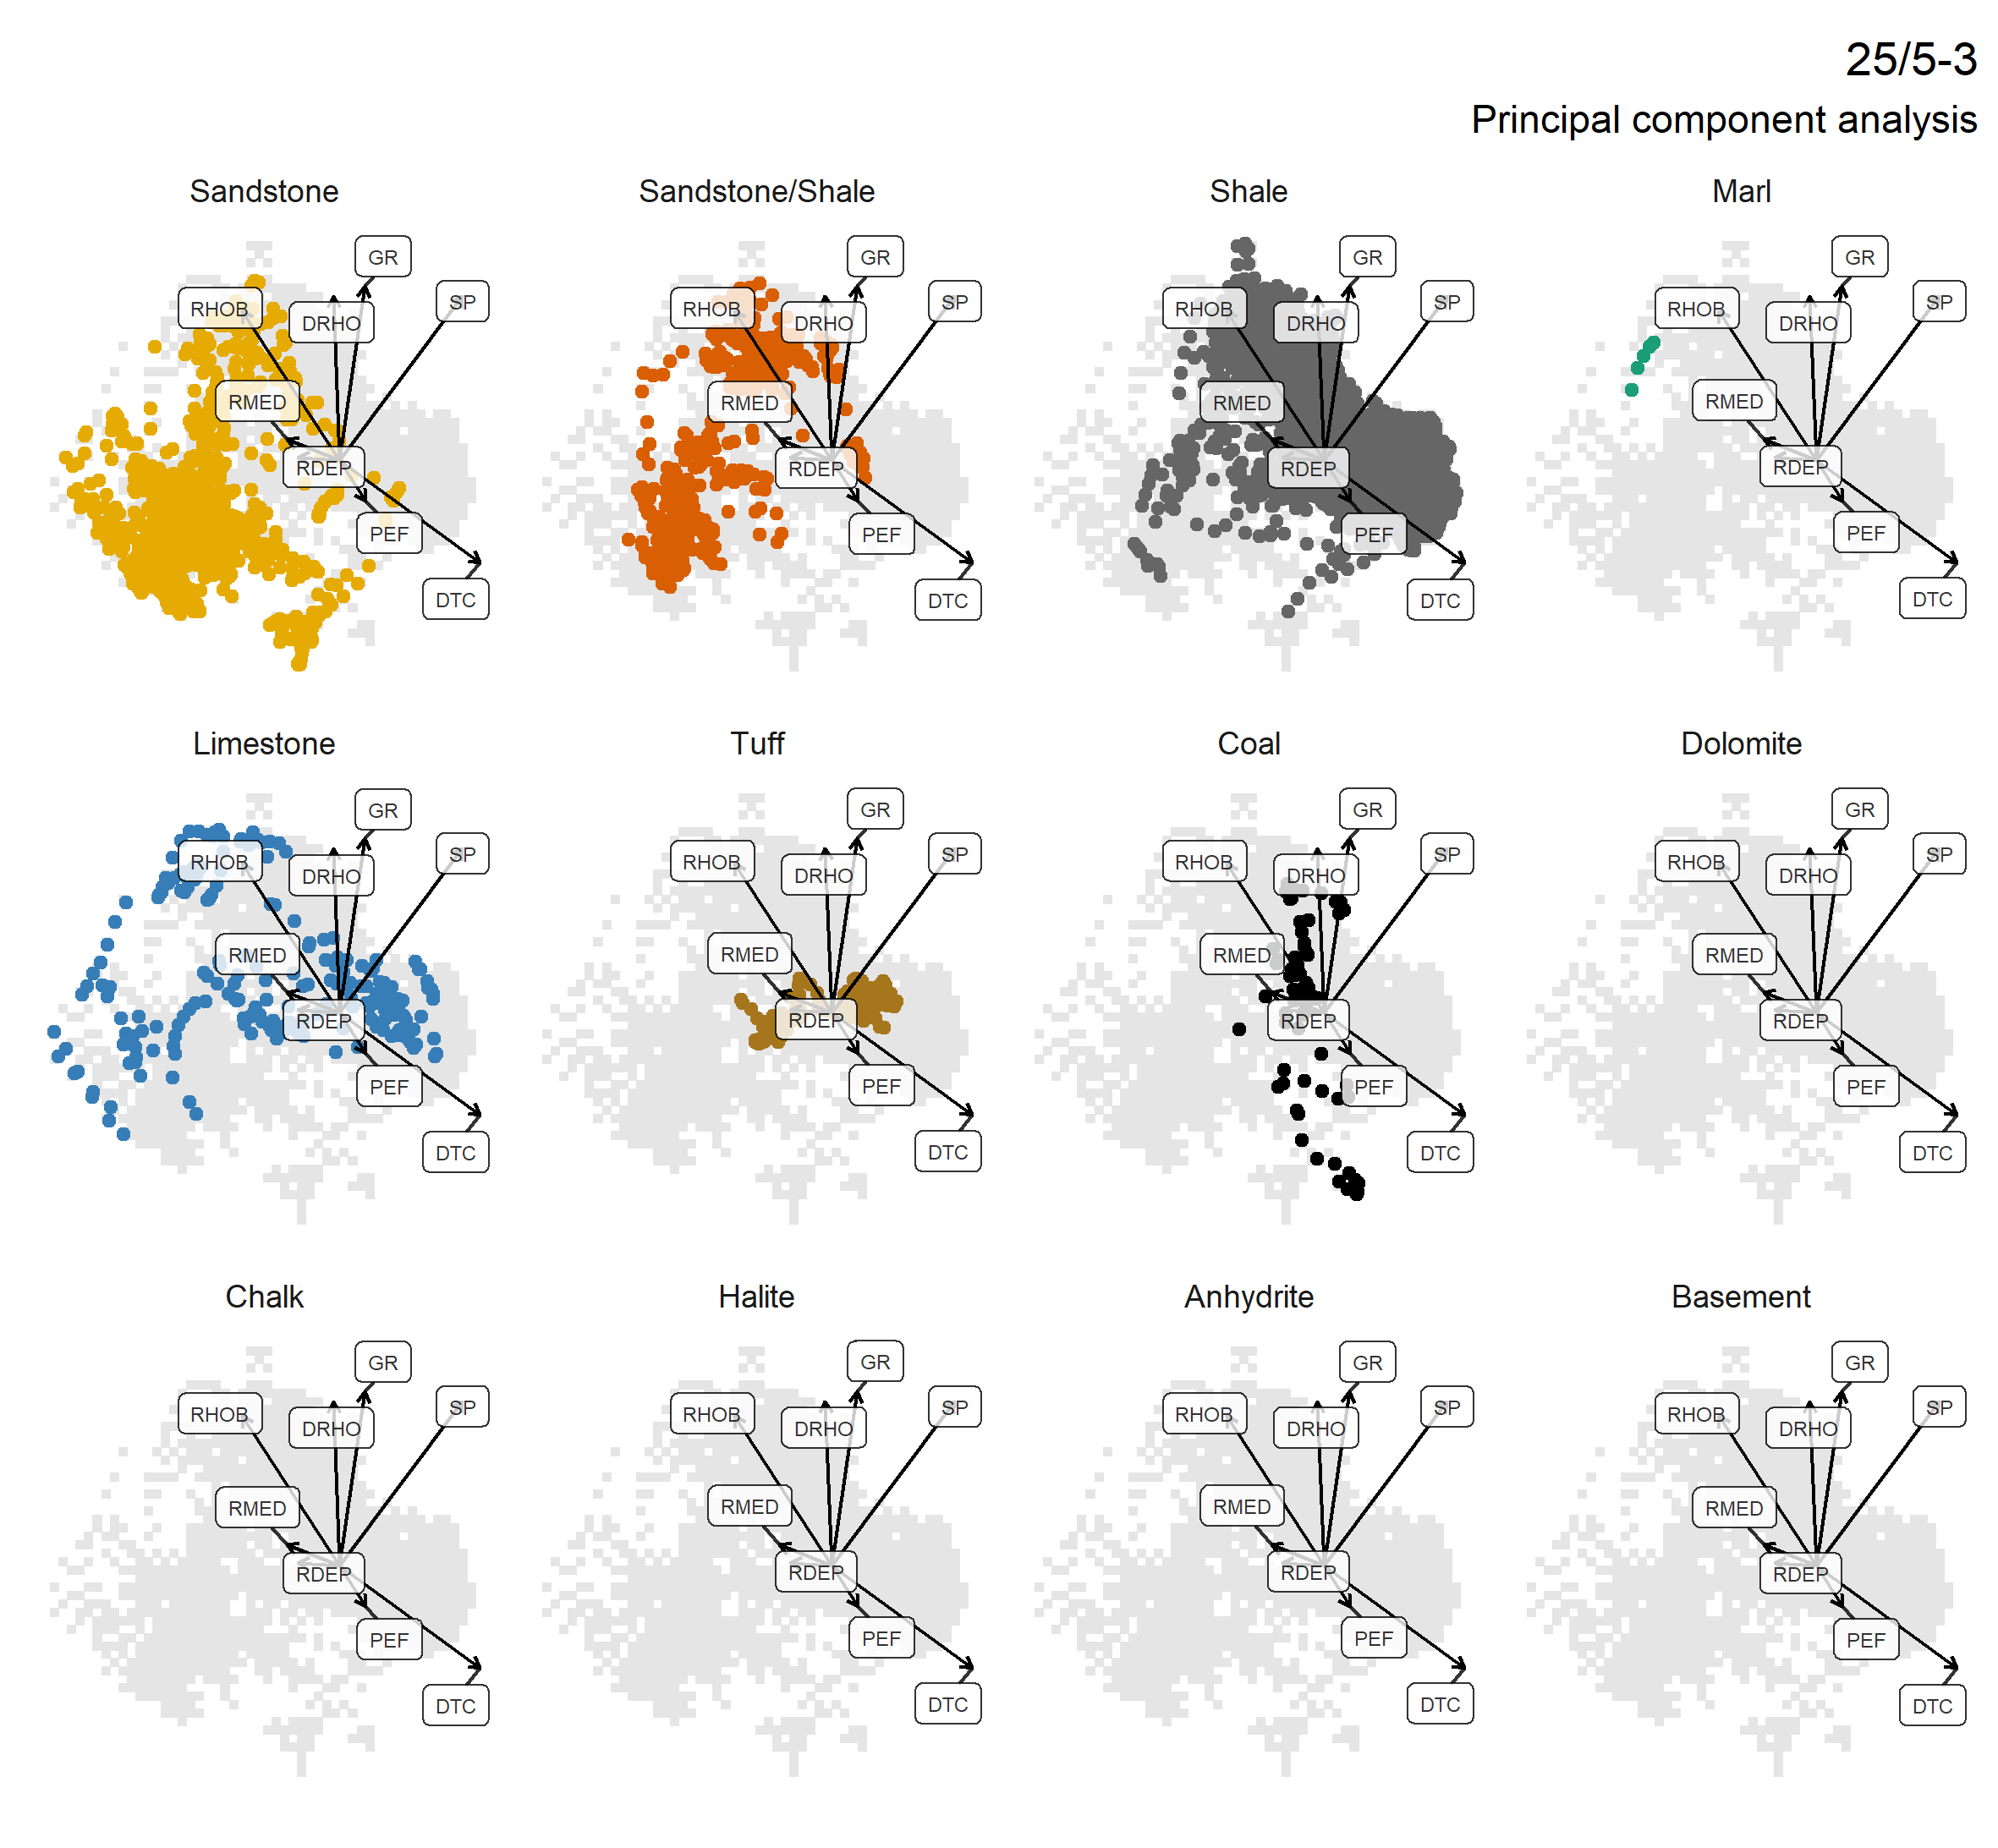 25/5-3
Principal component analysis
Sandstone
Sandstone/Shale
Shale
Marl
GR
SP
RHOB
DRHO
RMED
RDEP
PEF
DTC
GR
SP
RHOB
DRHO
RMED
RDEP
PEF
DTC
GR
SP
RHOB
DRHO
RMED
RDEP
PEF
DTC
GR
SP
RHOB
DRHO
RMED
RDEP
PEF
DTC
Limestone
Tuff
Coal
Dolomite
GR
SP
RHOB
DRHO
RMED
RDEP
PEF
DTC
GR
SP
RHOB
DRHO
RMED
RDEP
PEF
DTC
GR
SP
RHOB
DRHO
RMED
RDEP
PEF
DTC
GR
SP
RHOB
DRHO
RMED
RDEP
PEF
DTC
Chalk
Halite
Anhydrite
Basement
GR
SP
RHOB
DRHO
RMED
RDEP
PEF
DTC
GR
SP
RHOB
DRHO
RMED
RDEP
PEF
DTC
GR
SP
RHOB
DRHO
RMED
RDEP
PEF
DTC
GR
SP
RHOB
DRHO
RMED
RDEP
PEF
DTC